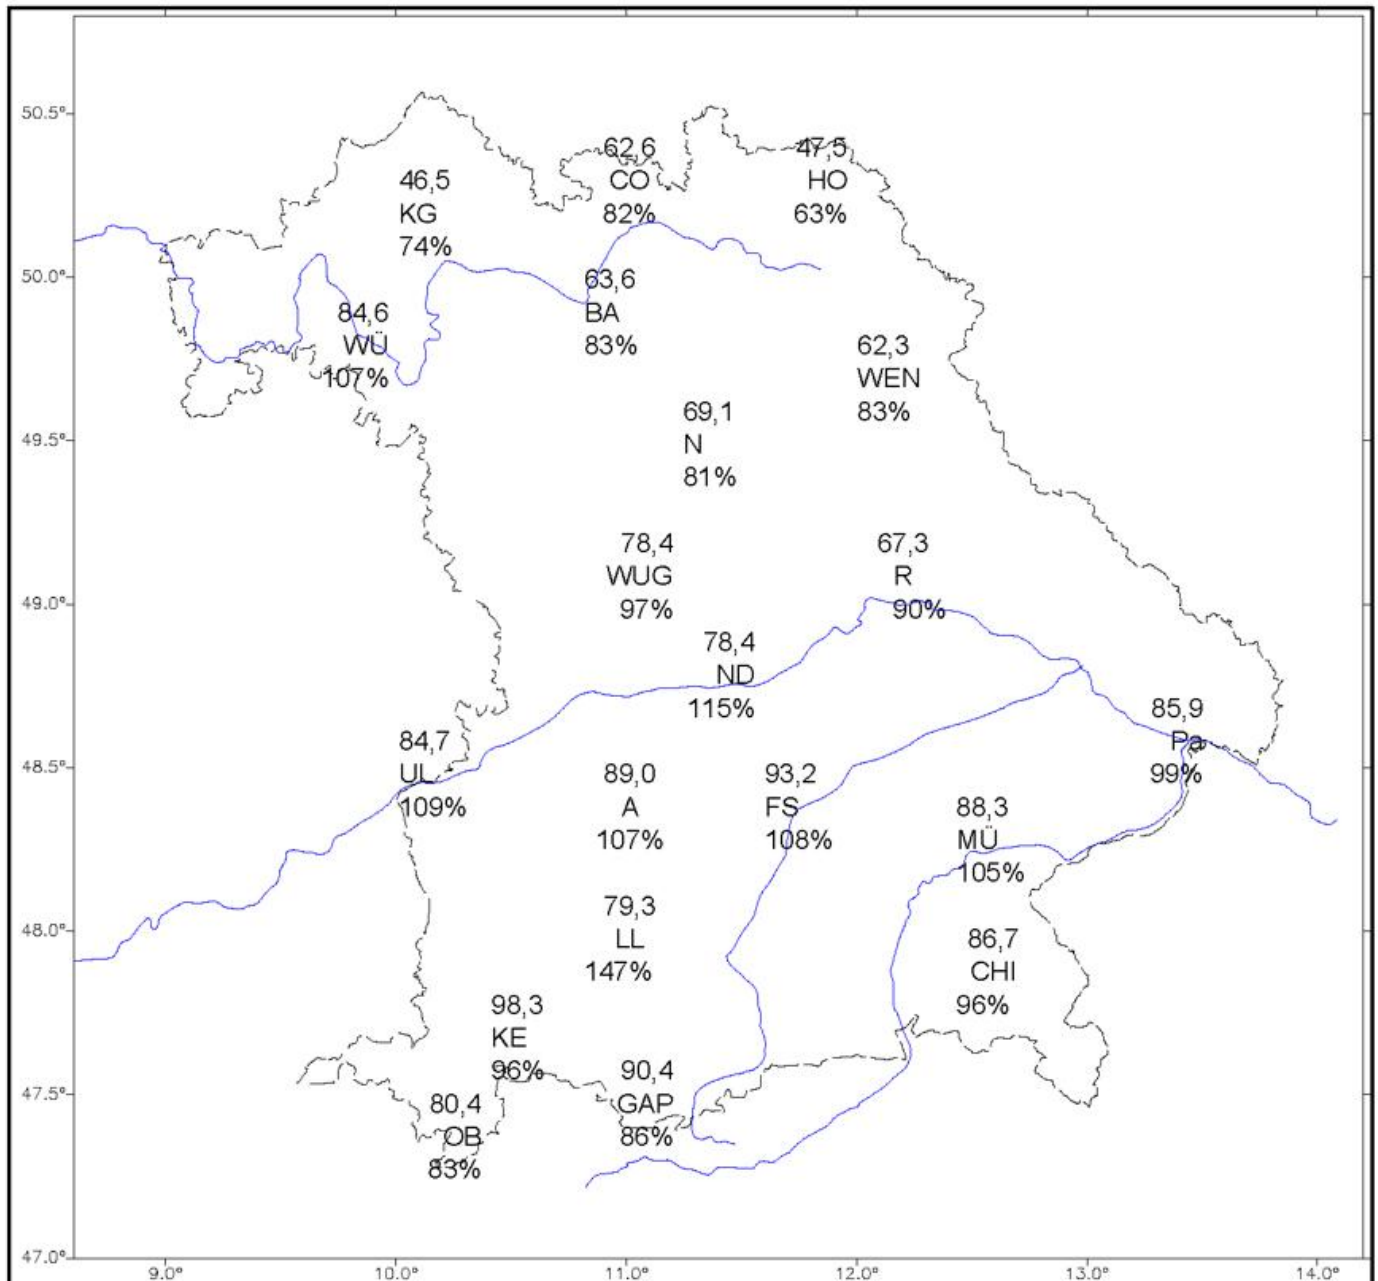 50.5°
62,6
CO
82%
47,5
HO
63%
46,5
KG
74%
50.0°
63,6
BA
83%
84,6
WÜ
107%
62,3
WEN
83%
49.5°
69,1
N
81%
78,4
WUG
97%
67,3
R
90%
49.0°
78,4
ND
115%
85,9
Pa
99%
48.5°
84,7
UL
109%
89,0
A
107%
93,2
FS
108%
88,3
MÜ
105%
48.0°
79,3
LL
147%
86,7
CHI
96%
98,3
KE
96%
90,4
GAP
86%
47.5°
80,4
OB
83%
47.0°
9.0°
10.0°
11.0°
12.0°
13.0°
14.0°